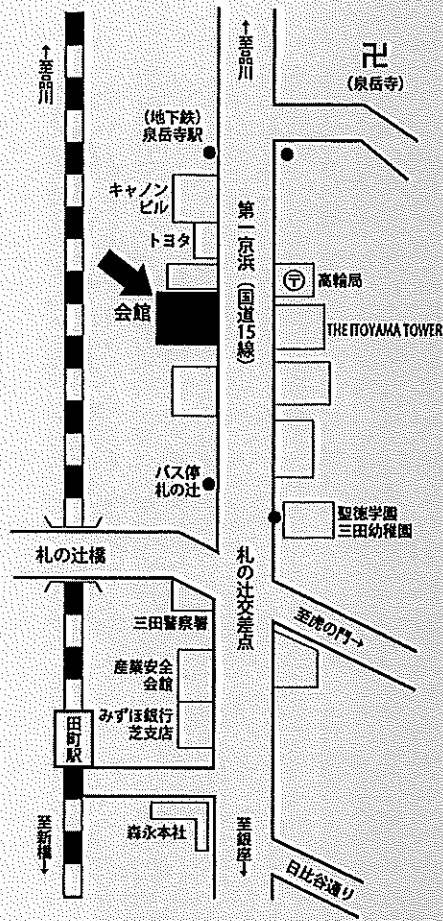 ↑至品川
↑至品川
卍
(泉岳寺)
(地下鉄)
泉岳寺駅
キヤノン
ビル
トヨタ
第一京浜(国道15線)
〒
高輪局
会館
THE ITOYAMA TOWER
バス停
札の辻
聖徳学園
三田幼稚園
札の辻橋
札の辻交差点
三田警察署
至虎の門→
産業安全
会館
みずほ銀行
芝支店
田町駅
森永本社
至新橋↓
至銀座↓
日比谷通り